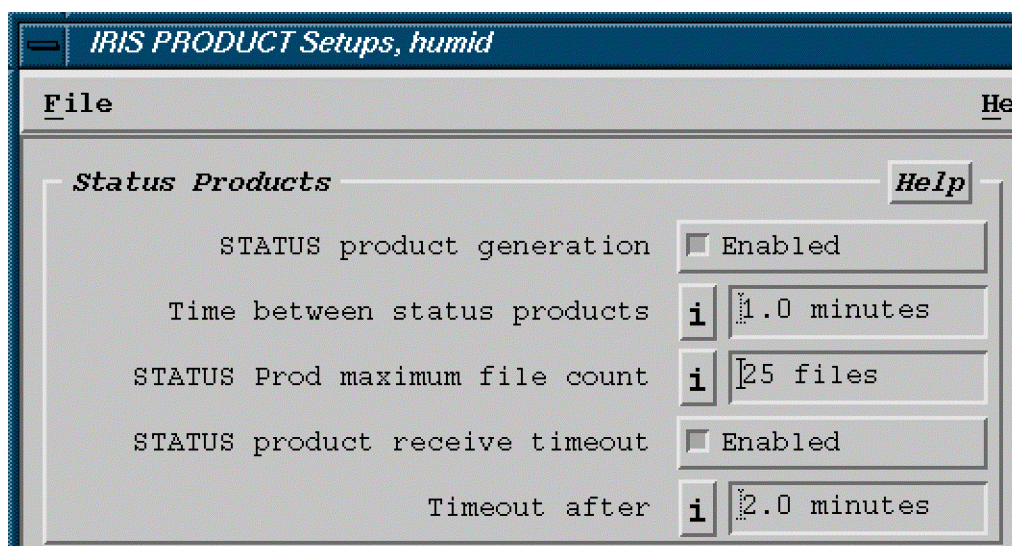 IRIS PRODUCT Setups, humid
File He
Status Products Help
STATUS product generation Enabled
Time between status products i 1.0 minutes
STATUS Prod maximum file count i 25 files
STATUS product receive timeout Enabled
Timeout after i 2.0 minutes